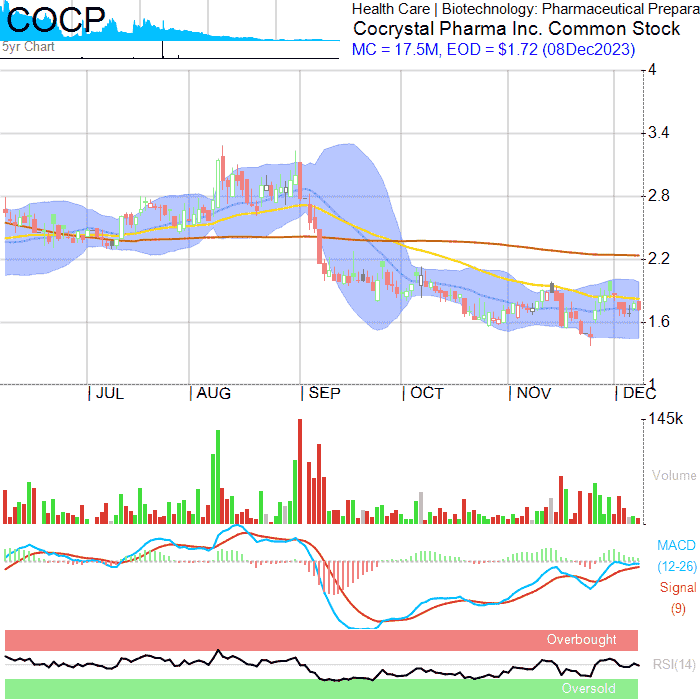 COCP
5yr Chart
Health Care | Biotechnology: Pharmaceutical Prepara
Cocrystal Pharma Inc. Common Stock
MC = 17.5M, EOD = $1.72 (08Dec2023)
4
3.4
2.8
2.2
1.6
1
JUL AUG SEP OCT NOV DEC
145k
Volume
MACD
(12-26)
Signal
(9)
Overbought
RSI(14)
Oversold